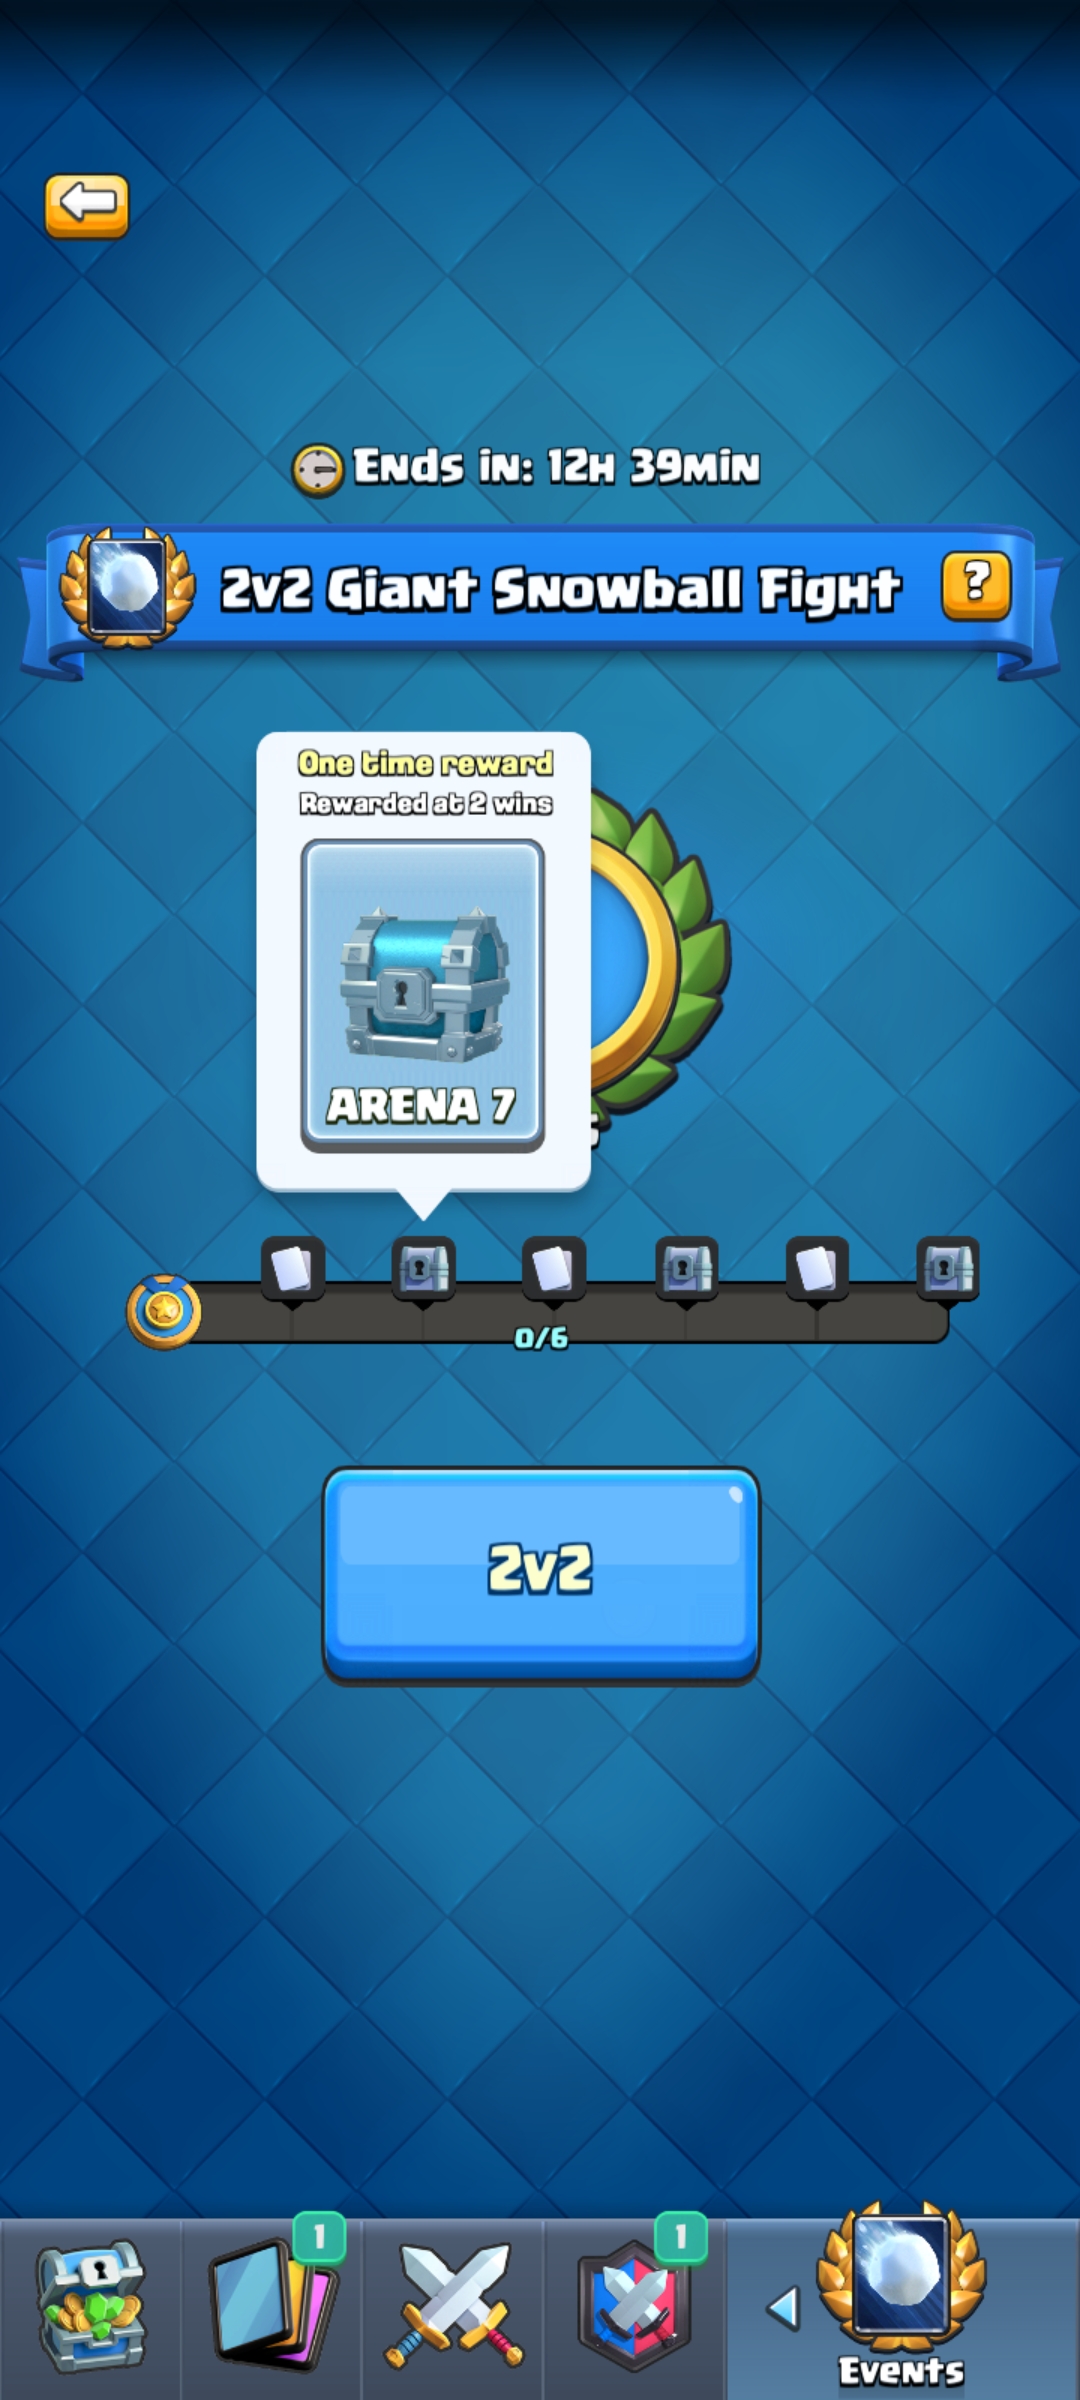 Ends in: 12h 39min
2v2 Giant Snowball Fight
?
One time reward
Rewarded at 2 wins
ARENA 7
0/6
2v2
1
1
Events